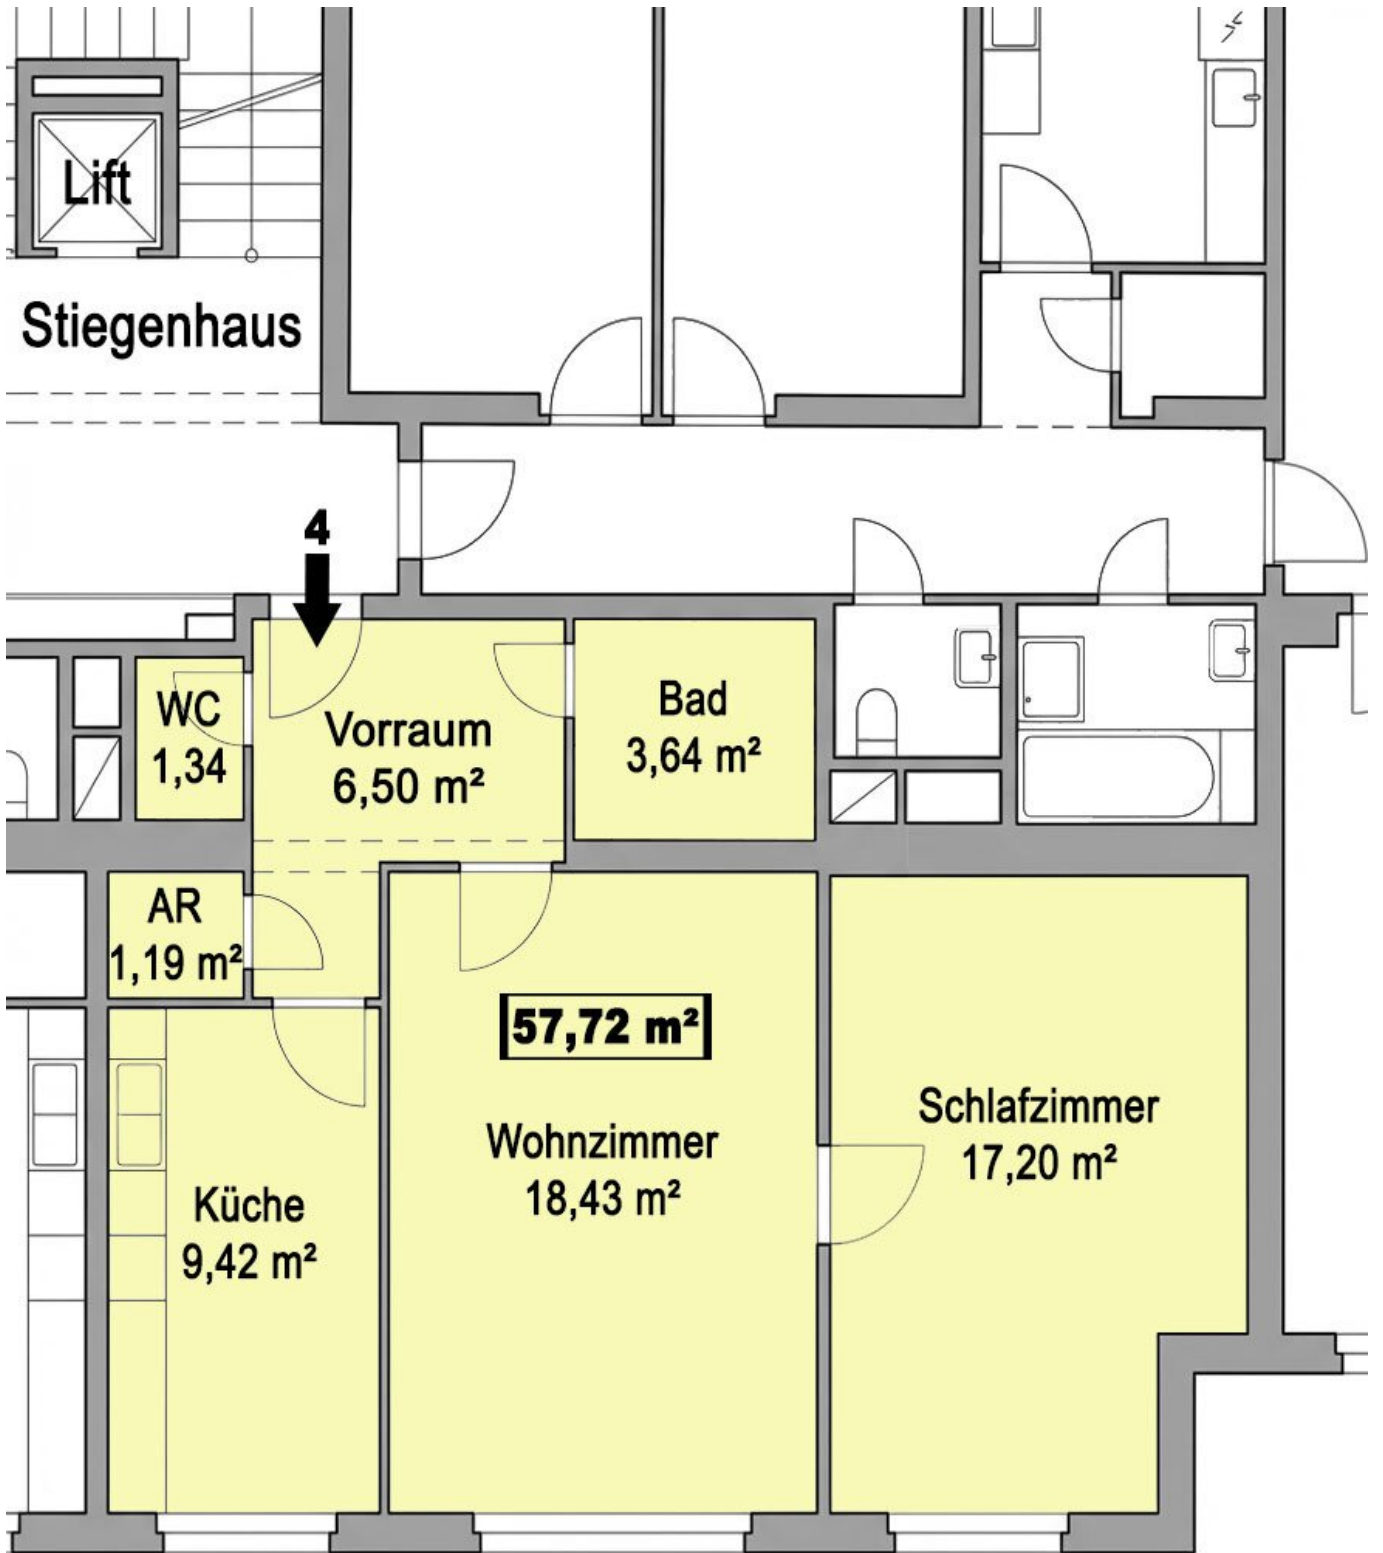 Lift
Stiegenhaus
4
WC
1,34
Vorraum
6,50 m²
Bad
3,64 m²
AR
1,19 m²
57,72 m²
Wohnzimmer
18,43 m²
Schlafzimmer
17,20 m²
Küche
9,42 m²